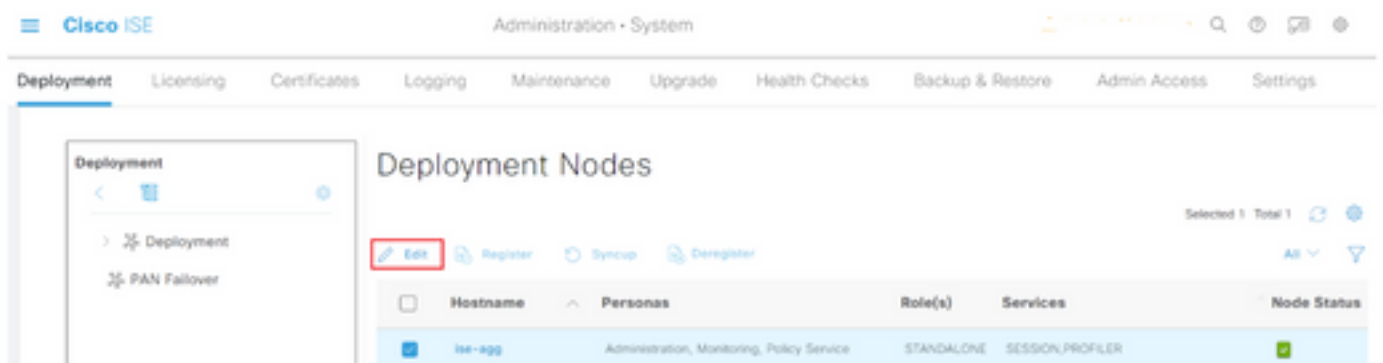 Cisco ISE
Administration · System
Deployment Licensing Certificates Logging Maintenance Upgrade Health Checks Backup & Restore Admin Access Settings
Deployment
Deployment
PAN Failover
Deployment Nodes
Selected 1 Total 1
Edit Register Syncup Deregister
All
Hostname Personas Role(s) Services Node Status
ise-agg Administration, Monitoring, Policy Service STANDALONE SESSION,PROFILER